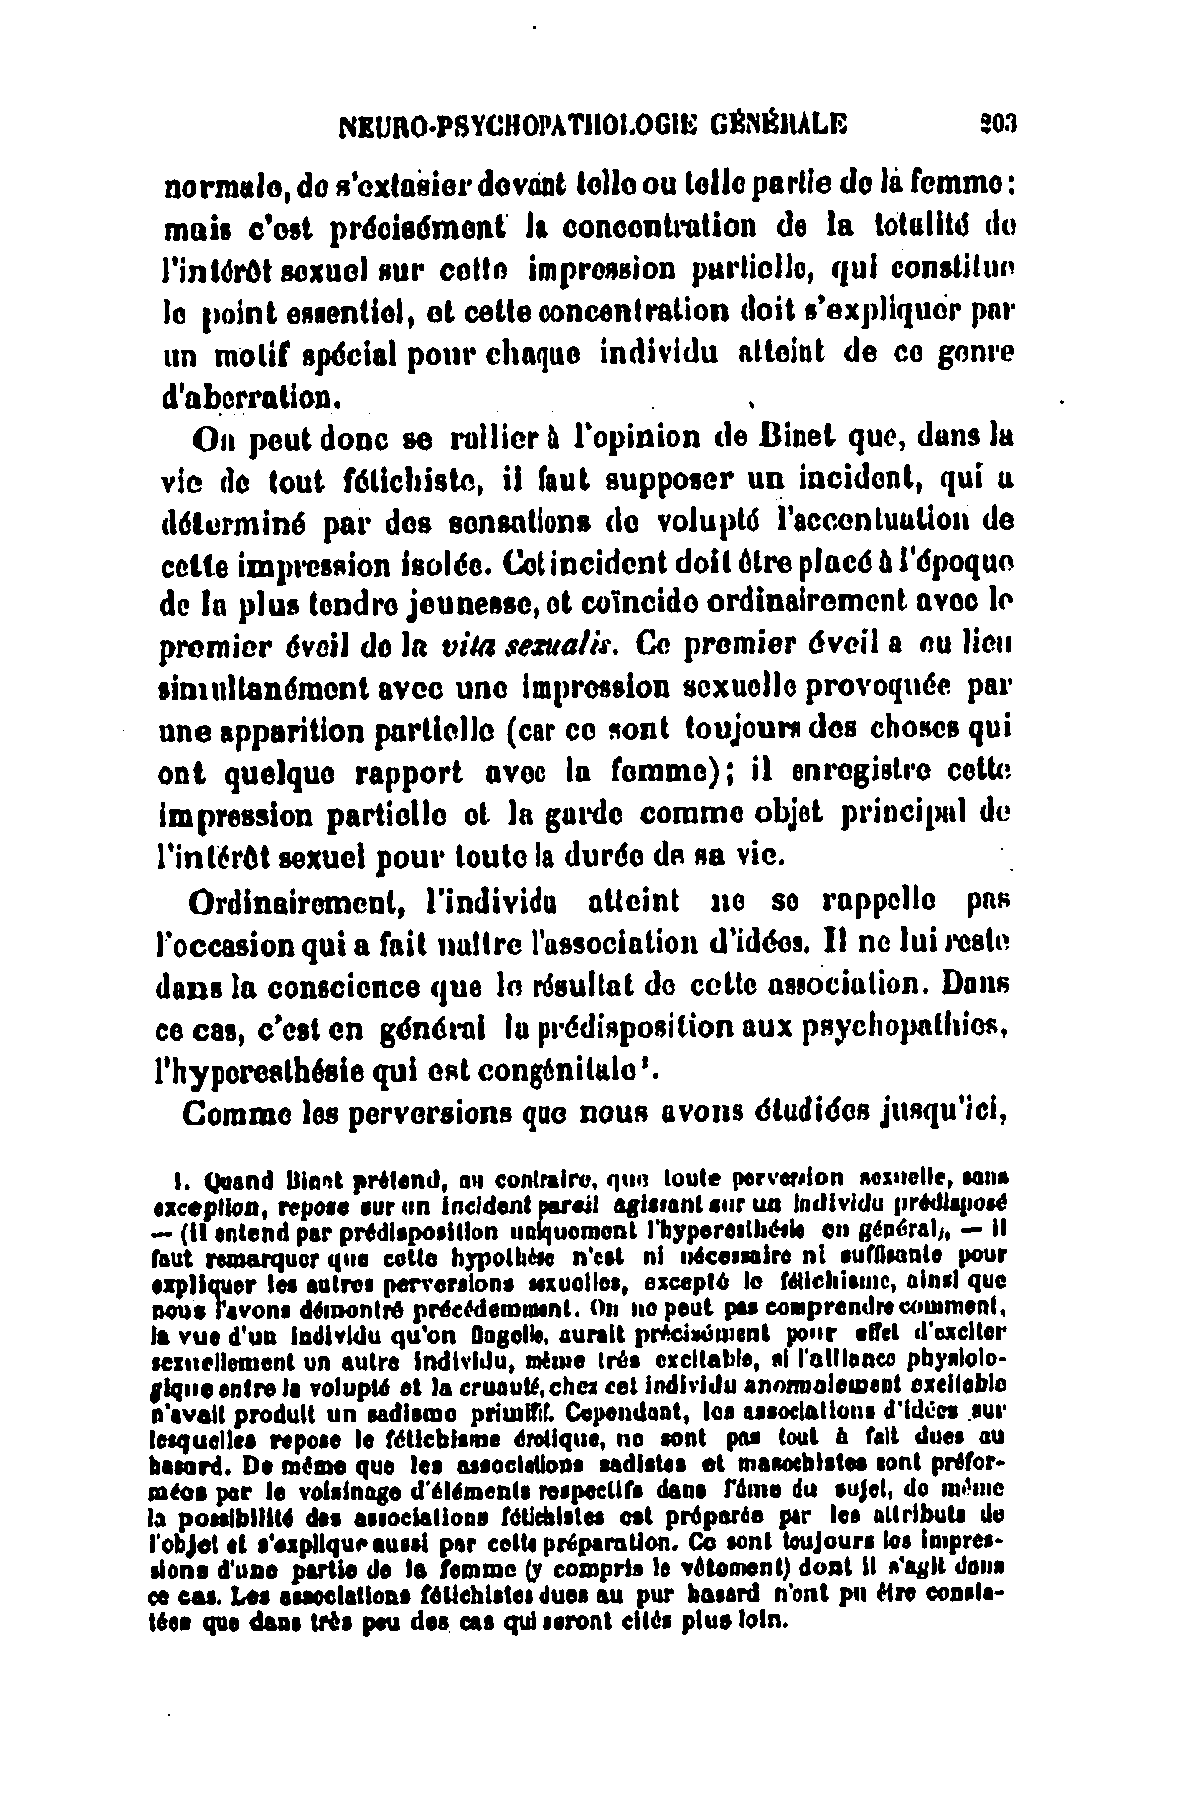 NEURO-PSYCHOPATHOLOGIE GÉNÉRALE 203
normale, de s'extasier devant telle ou telle partie de la femme :
mais c'est précisément la concentration de la totalité de
l'intérêt sexuel sur cette impression partielle, qui constitue
le point essentiel, et cette concentration doit s'expliquer par
un motif spécial pour chaque individu atteint de ce genre
d'aberration.
On peut donc se rallier à l'opinion de Binet que, dans la
vie de tout fétichiste, il faut supposer un incident, qui a
déterminé par des sensations de volupté l'accentuation de
cette impression isolée. Cet incident doit être placé à l'époque
de la plus tendre jeunesse, et coïncide ordinairement avec le
premier éveil de la vita sexualis. Ce premier éveil a eu lieu
simultanément avec une impression sexuelle provoquée par
une apparition partielle (car ce sont toujours des choses qui
ont quelque rapport avec la femme) ; il enregistre cette
impression partielle et la garde comme objet principal de
l'intérêt sexuel pour toute la durée de sa vie.
Ordinairement, l'individu atteint ne se rappelle pas
l'occasion qui a fait naître l'association d'idées. Il ne lui reste
dans la conscience que le résultat de cette association. Dans
ce cas, c'est en général la prédisposition aux psychopathies,
l'hyperesthésie qui est congénitale¹.
Comme les perversions que nous avons étudiées jusqu'ici,
1. Quand Binet prétend, au contraire, que toute perversion sexuelle, sans
exception, repose sur un incident pareil agissant sur un individu prédisposé
— (il entend par prédisposition uniquement l'hyperesthésie en général), — il
faut remarquer que cette hypothèse n'est ni nécessaire ni suffisante pour
expliquer les autres perversions sexuelles, excepté le fétichisme, ainsi que
nous l'avons démontré précédemment. On ne peut pas comprendre comment,
la vue d'un individu qu'on flagelle, aurait précisément pour effet d'exciter
sexuellement un autre individu, même très excitable, si l'alliance physiolo-
gique entre la volupté et la cruauté, chez cet individu anormalement excitable
n'avait produit un sadisme primitif. Cependant, les associations d'idées sur
lesquelles repose le fétichisme érotique, ne sont pas tout à fait dues au
hasard. De même que les associations sadistes et masochistes sont préfor-
mées par le voisinage d'éléments respectifs dans l'âme du sujet, de même
la possibilité des associations fétichistes est préparée par les attributs de
l'objet et s'explique aussi par cette préparation. Ce sont toujours les impres-
sions d'une partie de la femme (y compris le vêtement) dont il s'agit dans
ce cas. Les associations fétichistes dues au pur hasard n'ont pu être consta-
tées que dans très peu des cas qui seront cités plus loin.